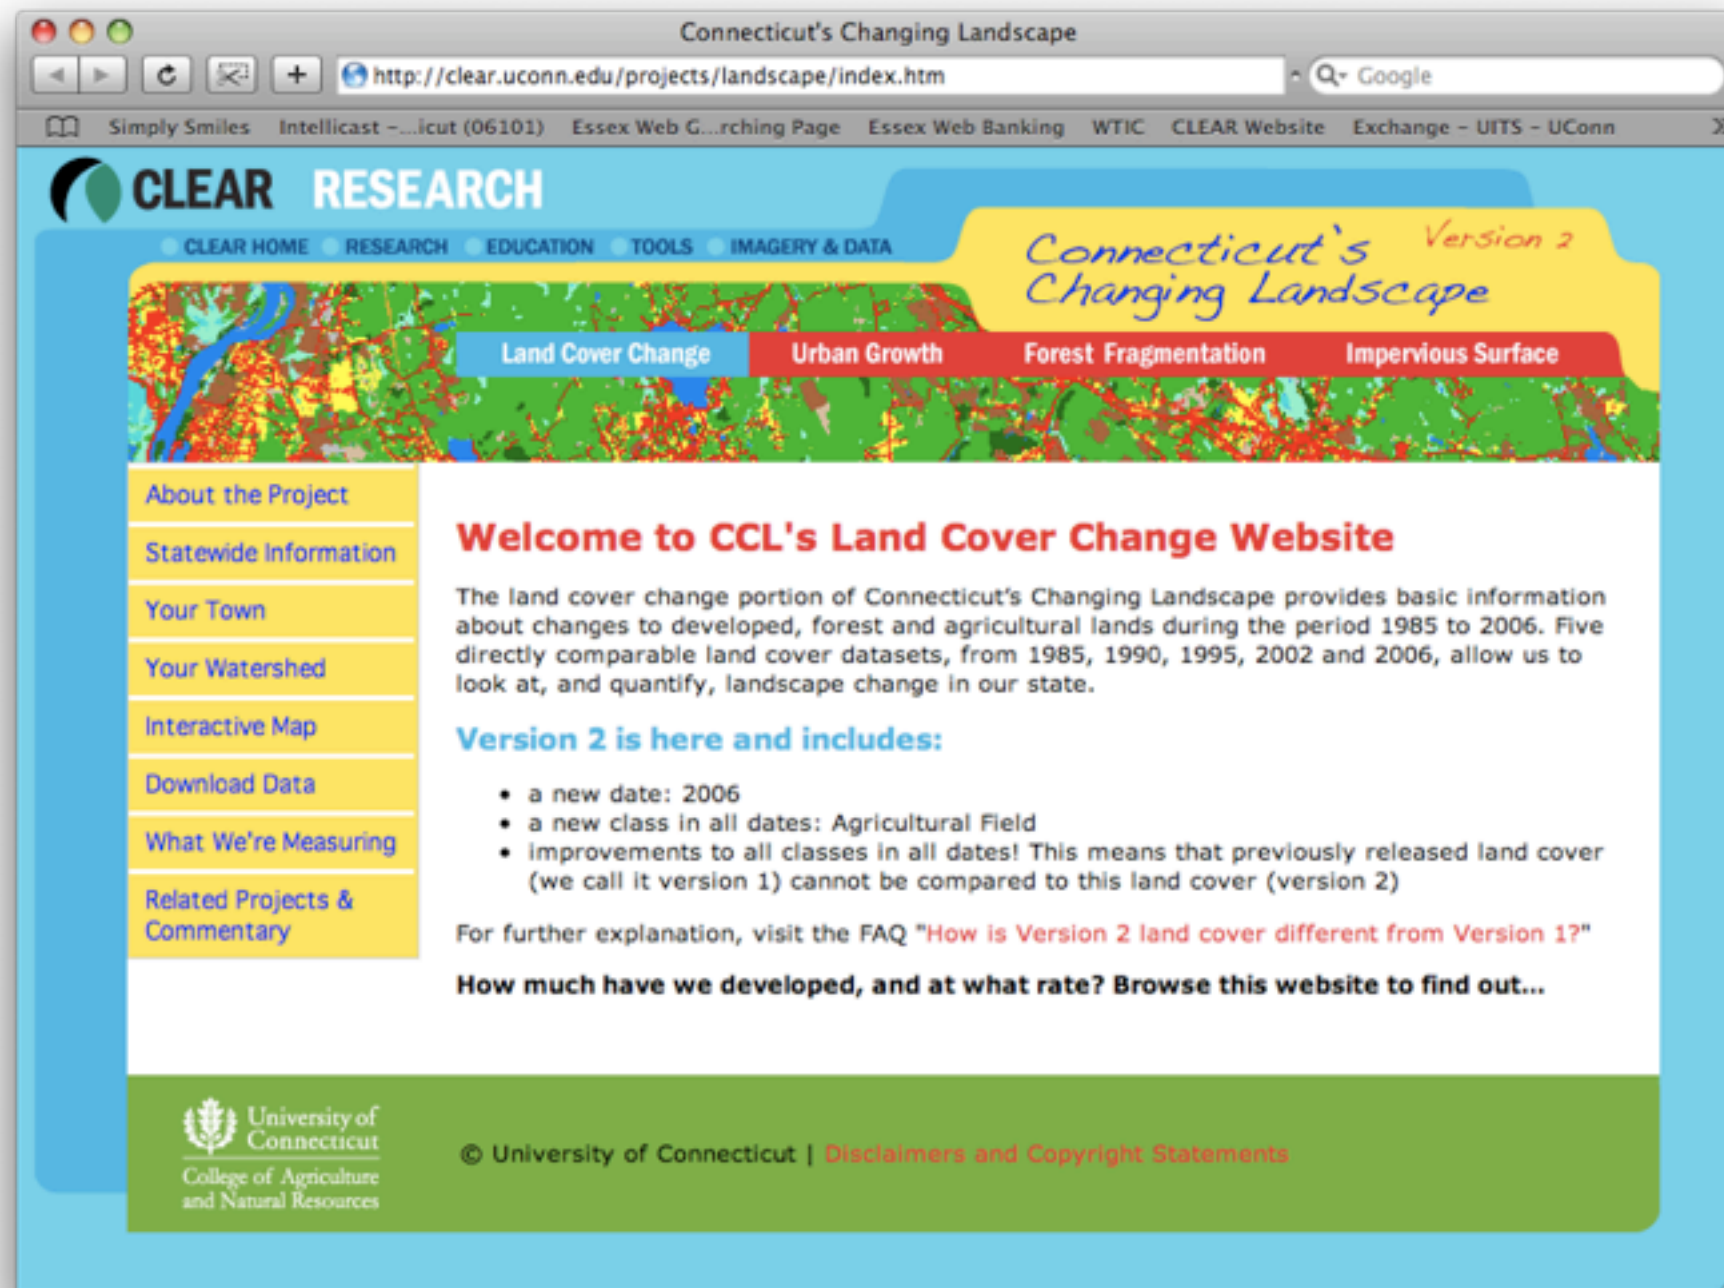 Connecticut's Changing Landscape
http://clear.uconn.edu/projects/landscape/index.htm
Google
Simply Smiles Intellicast -...icut (06101) Essex Web G...rching Page Essex Web Banking WTIC CLEAR Website Exchange - UITS - UConn
CLEAR RESEARCH
CLEAR HOME RESEARCH EDUCATION TOOLS IMAGERY & DATA
Connecticut's Version 2
Changing Landscape
Land Cover Change Urban Growth Forest Fragmentation Impervious Surface
About the Project
Statewide Information
Your Town
Your Watershed
Interactive Map
Download Data
What We're Measuring
Related Projects &
Commentary
Welcome to CCL's Land Cover Change Website
The land cover change portion of Connecticut's Changing Landscape provides basic information
about changes to developed, forest and agricultural lands during the period 1985 to 2006. Five
directly comparable land cover datasets, from 1985, 1990, 1995, 2002 and 2006, allow us to
look at, and quantify, landscape change in our state.
Version 2 is here and includes:
• a new date: 2006
• a new class in all dates: Agricultural Field
• improvements to all classes in all dates! This means that previously released land cover
(we call it version 1) cannot be compared to this land cover (version 2)
For further explanation, visit the FAQ "How is Version 2 land cover different from Version 1?"
How much have we developed, and at what rate? Browse this website to find out...
University of
Connecticut
College of Agriculture
and Natural Resources
© University of Connecticut | Disclaimers and Copyright Statements